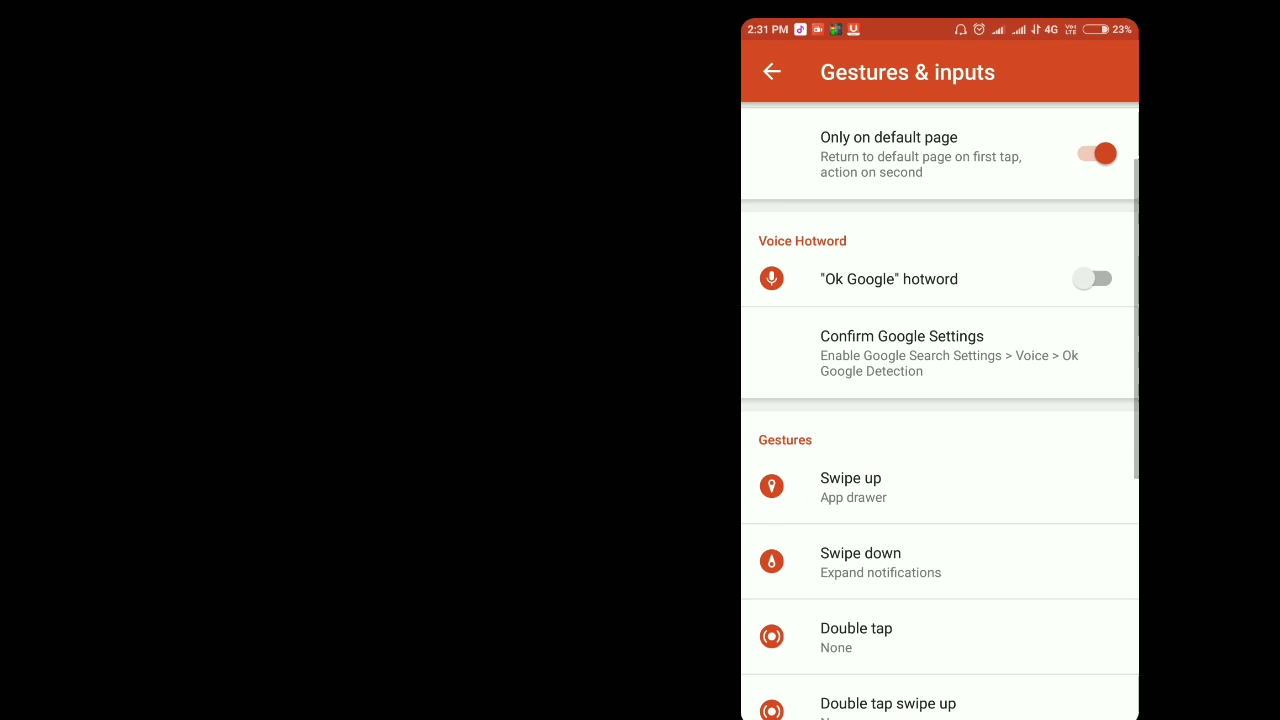 2:31 PM 4G VoLTE 23%
Gestures & inputs
Only on default page
Return to default page on first tap,
action on second
Voice Hotword
"Ok Google" hotword
Confirm Google Settings
Enable Google Search Settings > Voice > Ok
Google Detection
Gestures
Swipe up
App drawer
Swipe down
Expand notifications
Double tap
None
Double tap swipe up